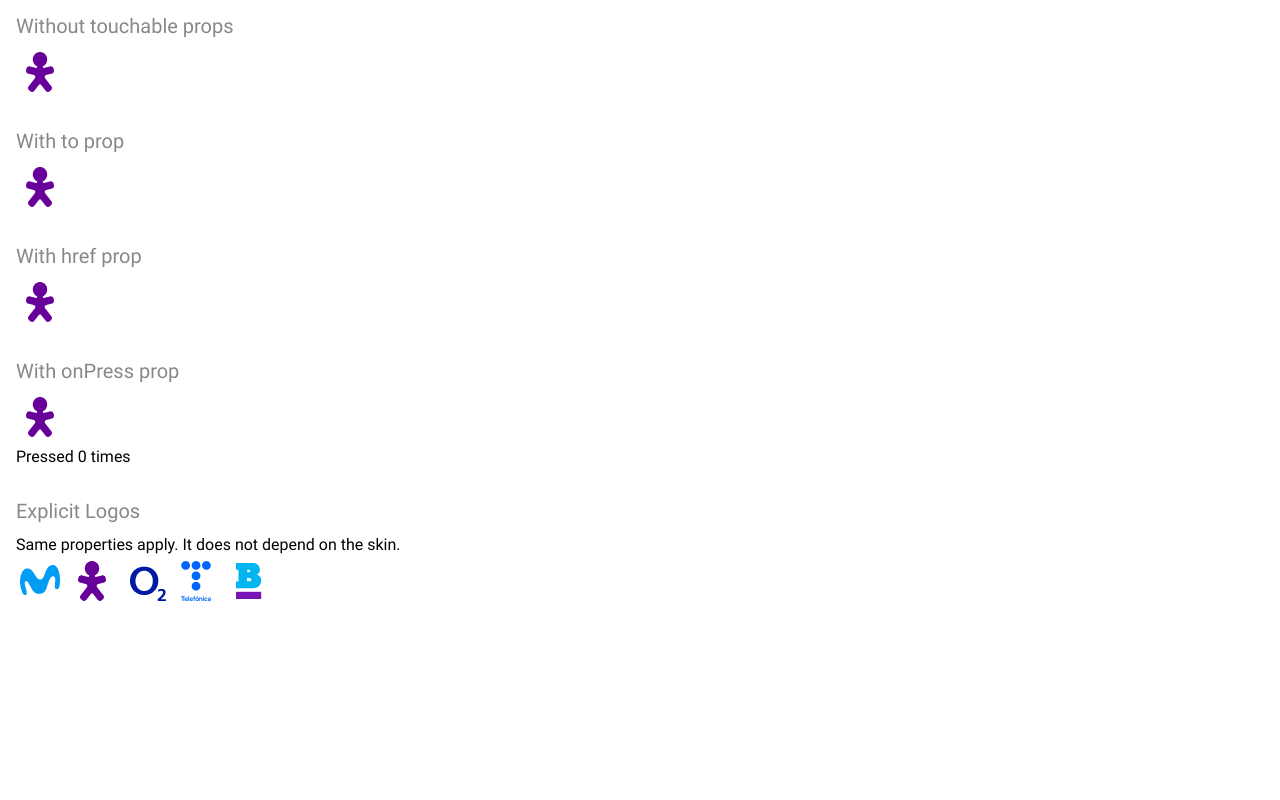 Without touchable props
With to prop
With href prop
With onPress prop
Pressed 0 times
Explicit Logos
Same properties apply. It does not depend on the skin.
O2 Telefónica B